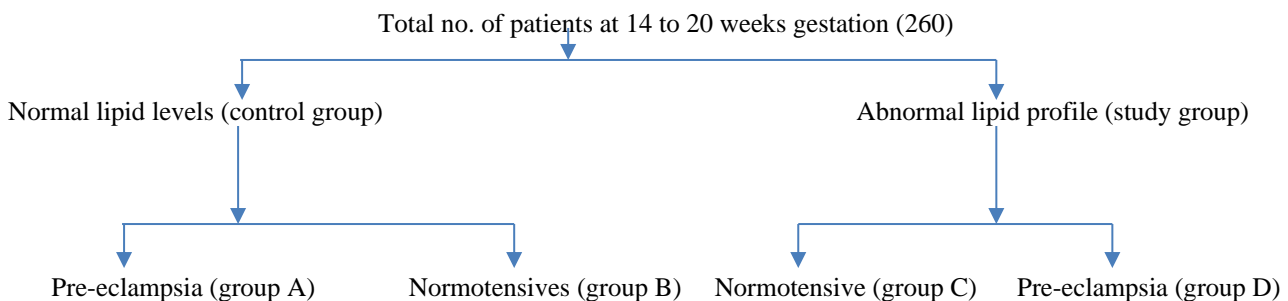 Total no. of patients at 14 to 20 weeks gestation (260)
Normal lipid levels (control group)
Abnormal lipid profile (study group)
Pre-eclampsia (group A)
Normotensives (group B)
Normotensive (group C)
Pre-eclampsia (group D)